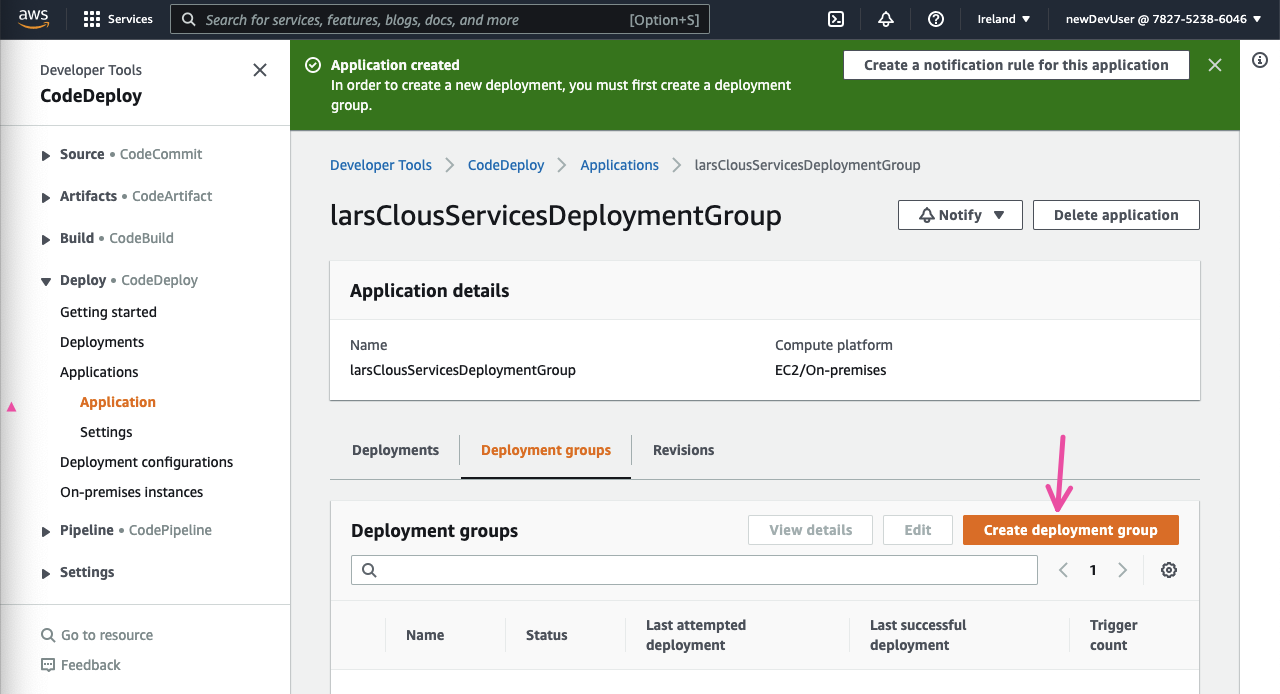 aws
Services
Search for services, features, blogs, docs, and more
[Option+S]
Ireland ▼
newDevUser @ 7827-5238-6046 ▼
Developer Tools
CodeDeploy
Source • CodeCommit
Artifacts • CodeArtifact
Build • CodeBuild
Deploy • CodeDeploy
Getting started
Deployments
Applications
Application
Settings
Deployment configurations
On-premises instances
Pipeline • CodePipeline
Settings
Go to resource
Feedback
Application created
In order to create a new deployment, you must first create a deployment
group.
Create a notification rule for this application
Developer Tools > CodeDeploy > Applications > larsClousServicesDeploymentGroup
larsClousServicesDeploymentGroup
Notify ▼
Delete application
Application details
Name
larsClousServicesDeploymentGroup
Compute platform
EC2/On-premises
Deployments
Deployment groups
Revisions
Deployment groups
View details
Edit
Create deployment group
1
Name
Status
Last attempted
deployment
Last successful
deployment
Trigger
count